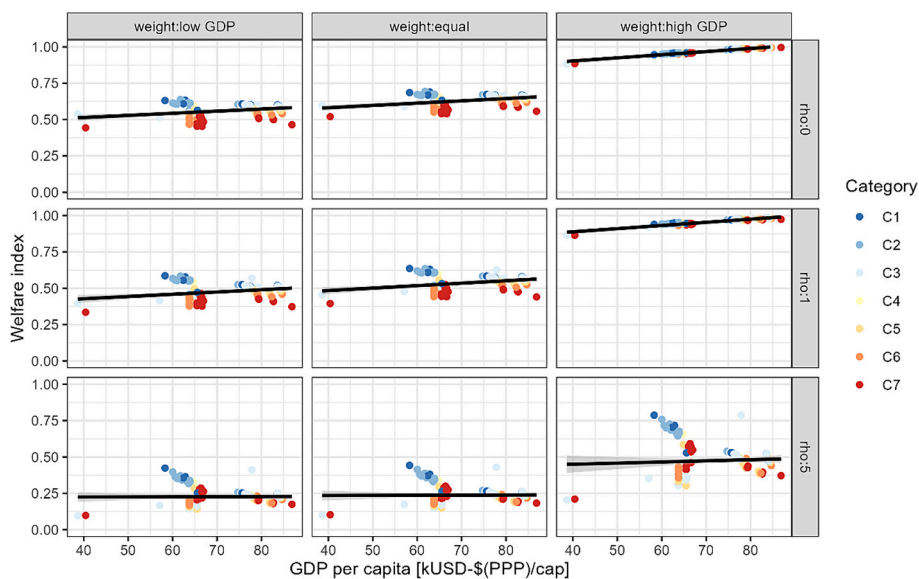 weight:low GDP weight:equal weight:high GDP
1.00
0.75
0.50
0.25
0.00
rho:0
1.00
0.75
0.50
0.25
0.00
rho:1
1.00
0.75
0.50
0.25
0.00
rho:5
Welfare index
40 50 60 70 80 40 50 60 70 80 40 50 60 70 80
GDP per capita [kUSD-$(PPP)/cap]
Category
C1
C2
C3
C4
C5
C6
C7